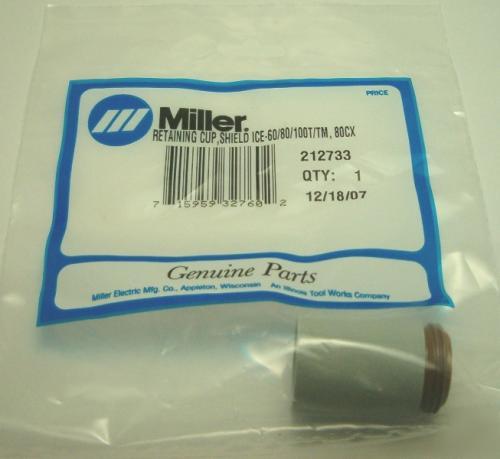 PRICE
Miller.
RETAINING CUP,SHIELD ICE-60/80/100T/TM, 80CX
212733
QTY: 1
12/18/07
7 15959 32760 2
Genuine Parts
Miller Electric Mfg. Co., Appleton, Wisconsin An Illinois Tool Works Company